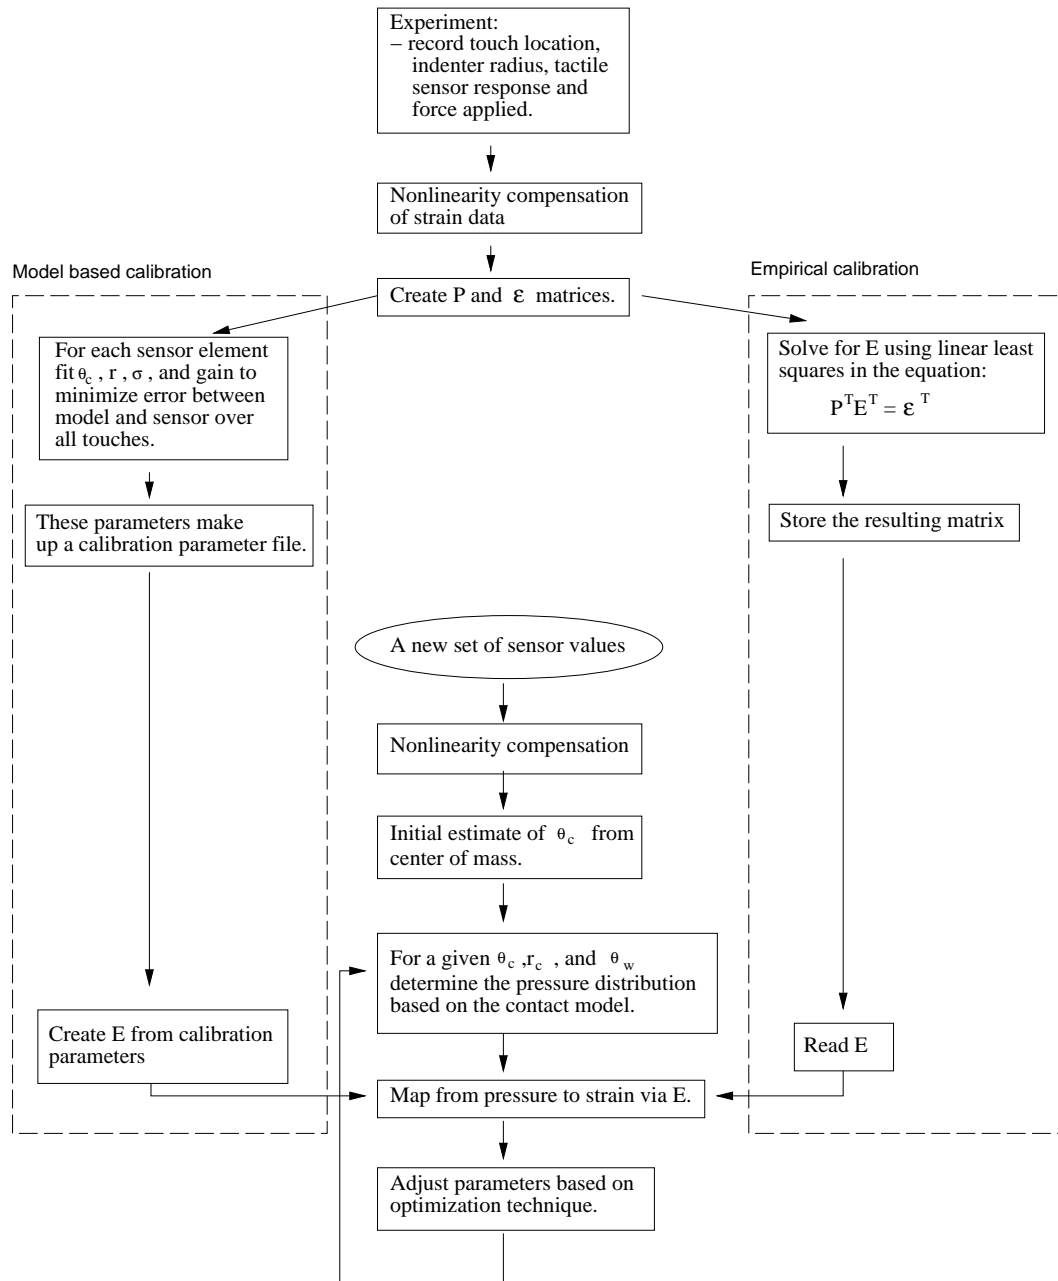 Experiment:
– record touch location,
indenter radius, tactile
sensor response and
force applied.
Nonlinearity compensation
of strain data
Create P and ε matrices.
Model based calibration
For each sensor element
fit θc , r , σ, and gain to
minimize error between
model and sensor over
all touches.
These parameters make
up a calibration parameter file.
Create E from calibration
parameters
Empirical calibration
Solve for E using linear least
squares in the equation:
P^T E^T = ε^T
Store the resulting matrix
Read E
A new set of sensor values
Nonlinearity compensation
Initial estimate of θc from
center of mass.
For a given θc ,rc , and θw
determine the pressure distribution
based on the contact model.
Map from pressure to strain via E.
Adjust parameters based on
optimization technique.